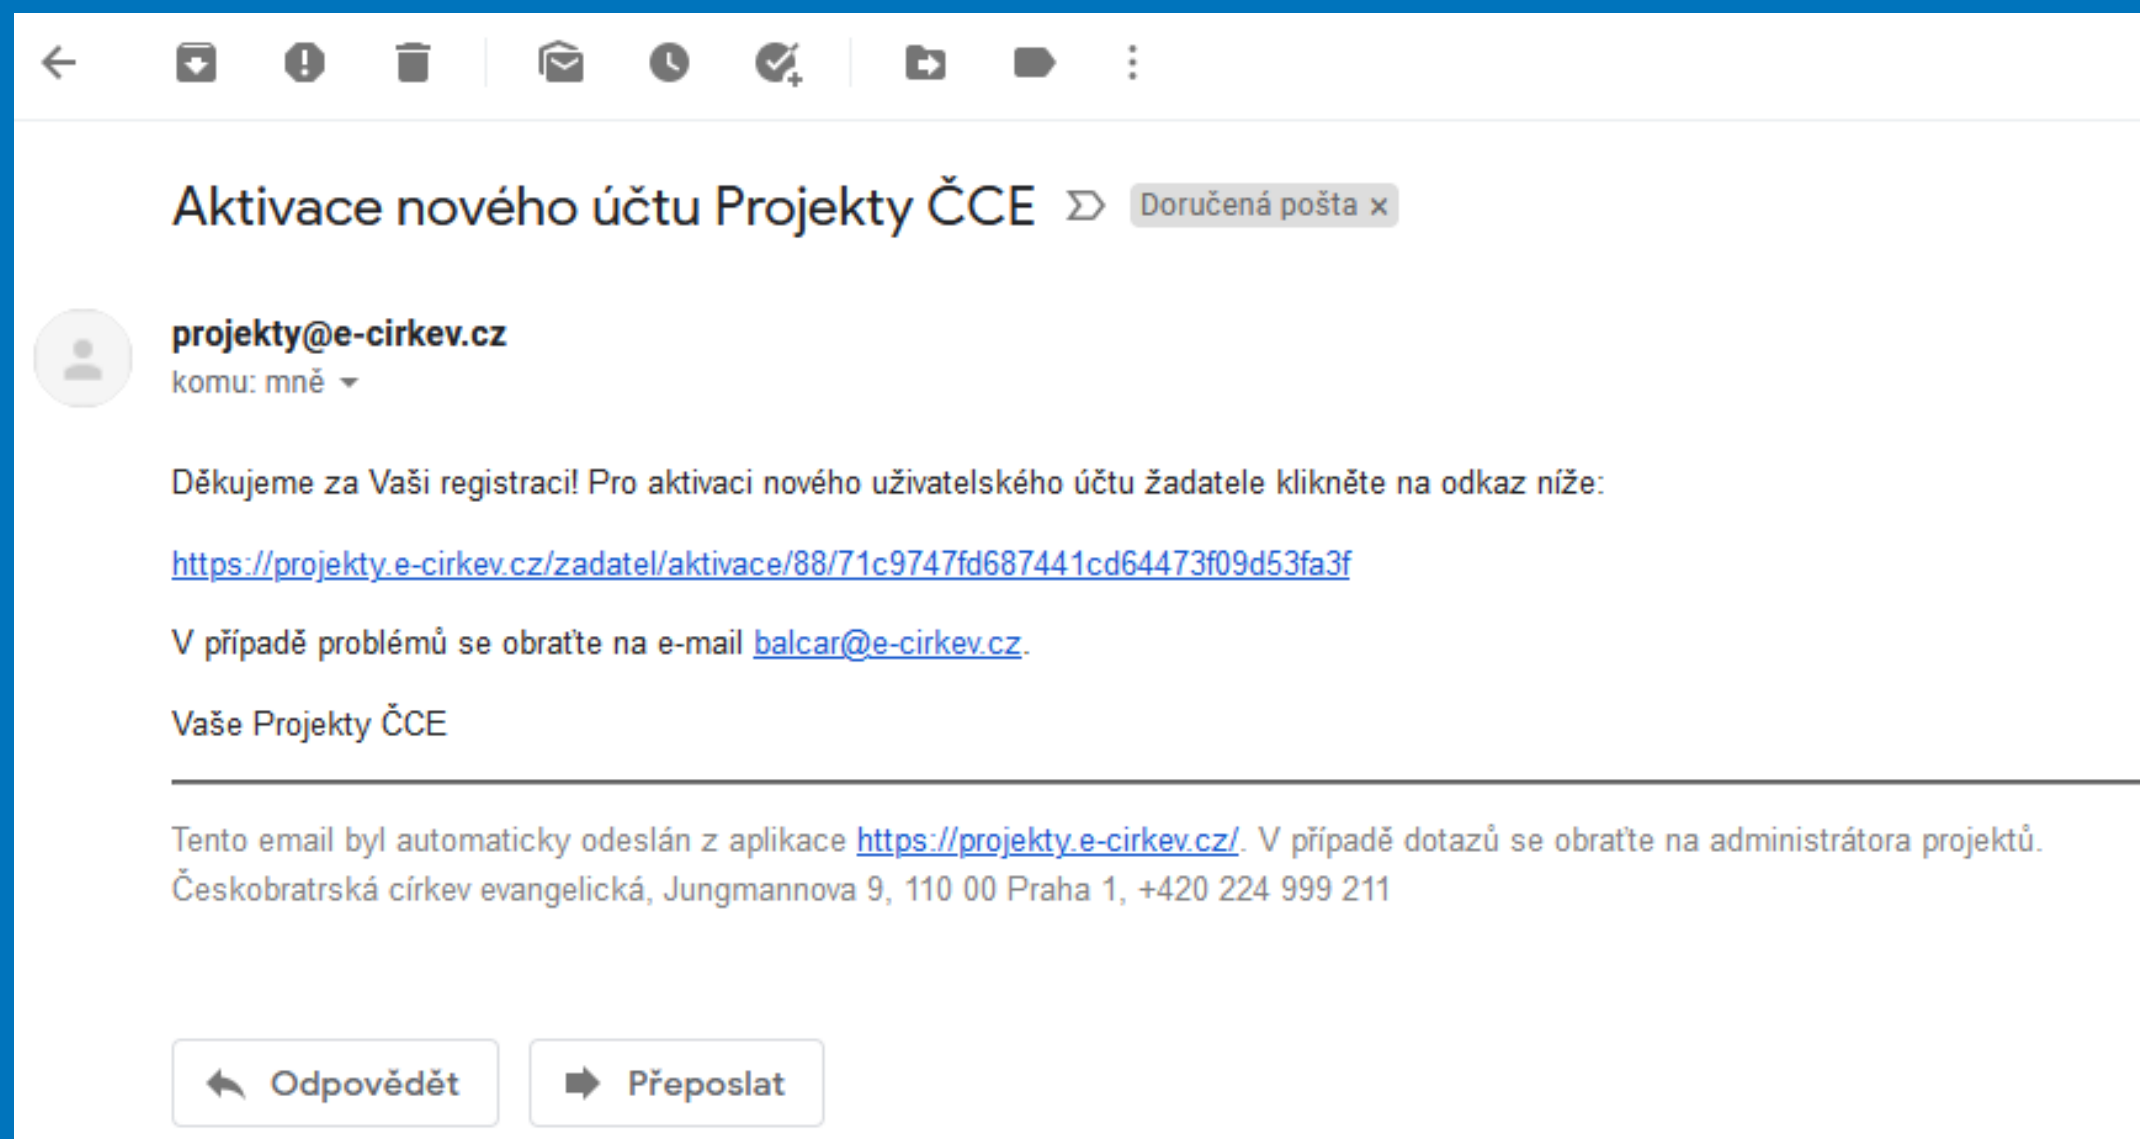 Aktivace nového účtu Projekty ČCE Doručená pošta ×
projekty@e-cirkev.cz
komu: mně
Děkujeme za Vaši registraci! Pro aktivaci nového uživatelského účtu žadatele klikněte na odkaz níže:
https://projekty.e-cirkev.cz/zadatel/aktivace/88/71c9747fd687441cd64473f09d53fa3f
V případě problémů se obraťte na e-mail balcar@e-cirkev.cz.
Vaše Projekty ČCE
Tento email byl automaticky odeslán z aplikace https://projekty.e-cirkev.cz/. V případě dotazů se obraťte na administrátora projektů.
Českobratrská církev evangelická, Jungmannova 9, 110 00 Praha 1, +420 224 999 211
Odpovědět Přeposlat